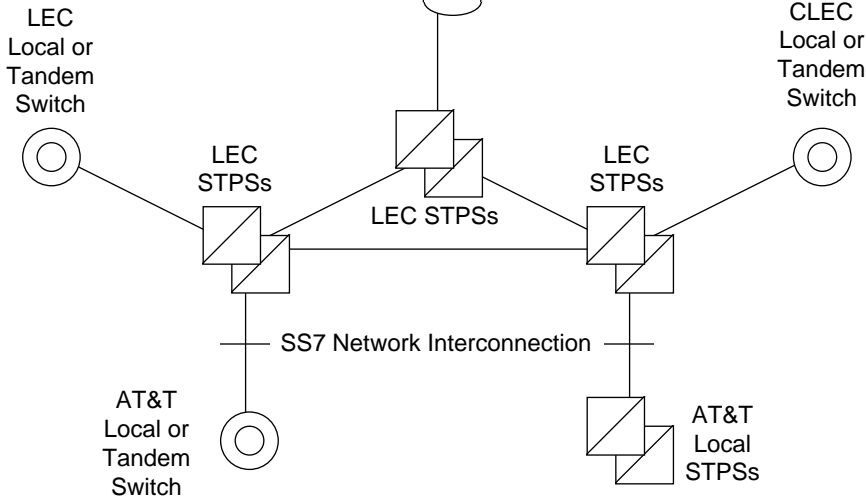 LEC
Local or
Tandem
Switch
CLEC
Local or
Tandem
Switch
LEC
STPSs
LEC
STPSs
LEC STPSs
SS7 Network Interconnection
AT&T
Local or
Tandem
Switch
AT&T
Local
STPSs